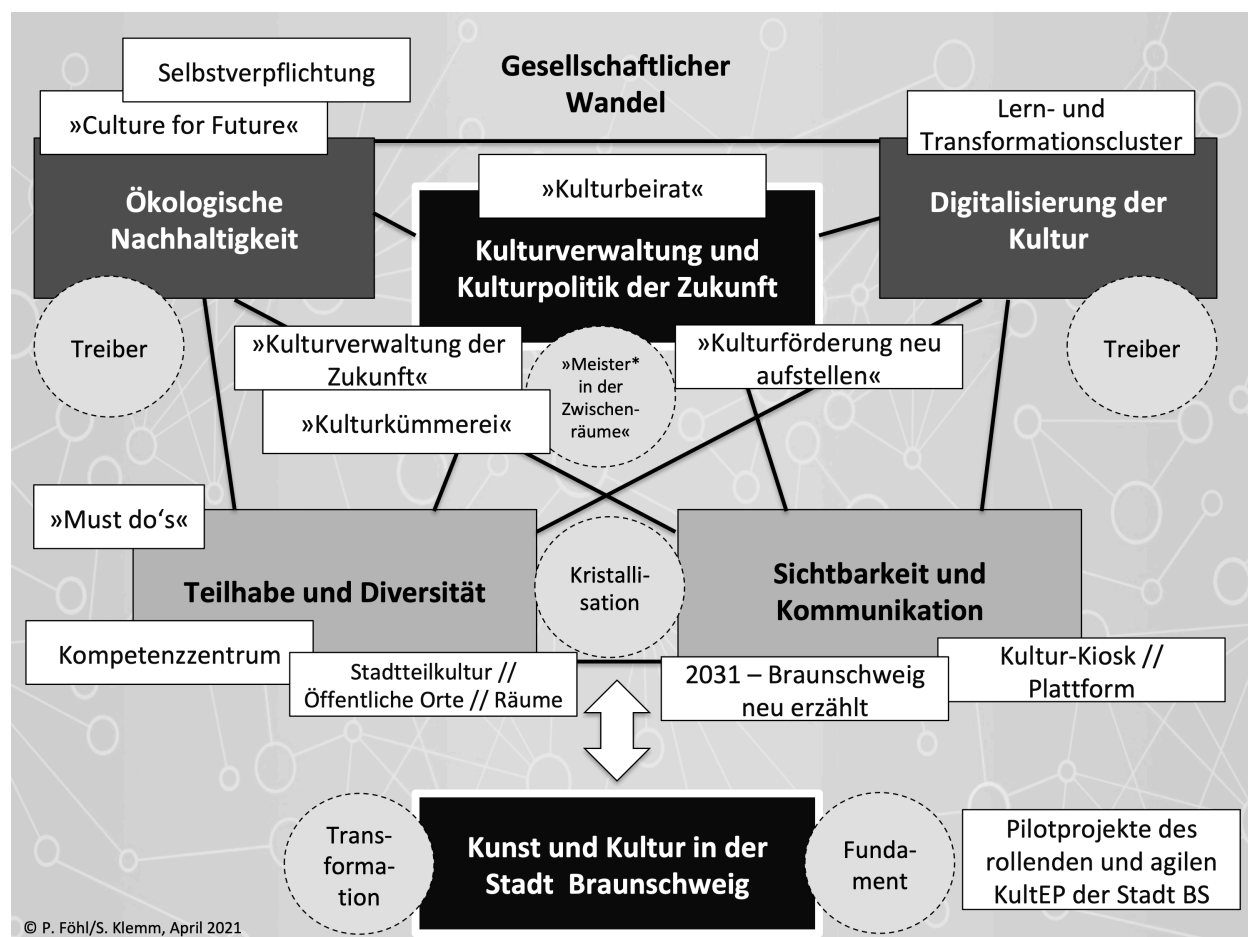 Gesellschaftlicher
Wandel
Selbstverpflichtung
»Culture for Future«
Ökologische
Nachhaltigkeit
Treiber
»Kulturbeirat«
Kulturverwaltung und
Kulturpolitik der Zukunft
Lern- und
Transformationscluster
Digitalisierung der
Kultur
Treiber
»Kulturverwaltung der
Zukunft«
»Kulturkümmerei«
»Meister*
in der
Zwischen-
räume«
»Kulturförderung neu
aufstellen«
»Must do‘s«
Teilhabe und Diversität
Kompetenzzentrum
Stadtteilkultur //
Öffentliche Orte // Räume
Kristalli-
sation
Sichtbarkeit und
Kommunikation
2031 – Braunschweig
neu erzählt
Kultur-Kiosk //
Plattform
Trans-
forma-
tion
Kunst und Kultur in der
Stadt Braunschweig
Funda-
ment
Pilotprojekte des
rollenden und agilen
KultEP der Stadt BS
© P. Föhl/S. Klemm, April 2021